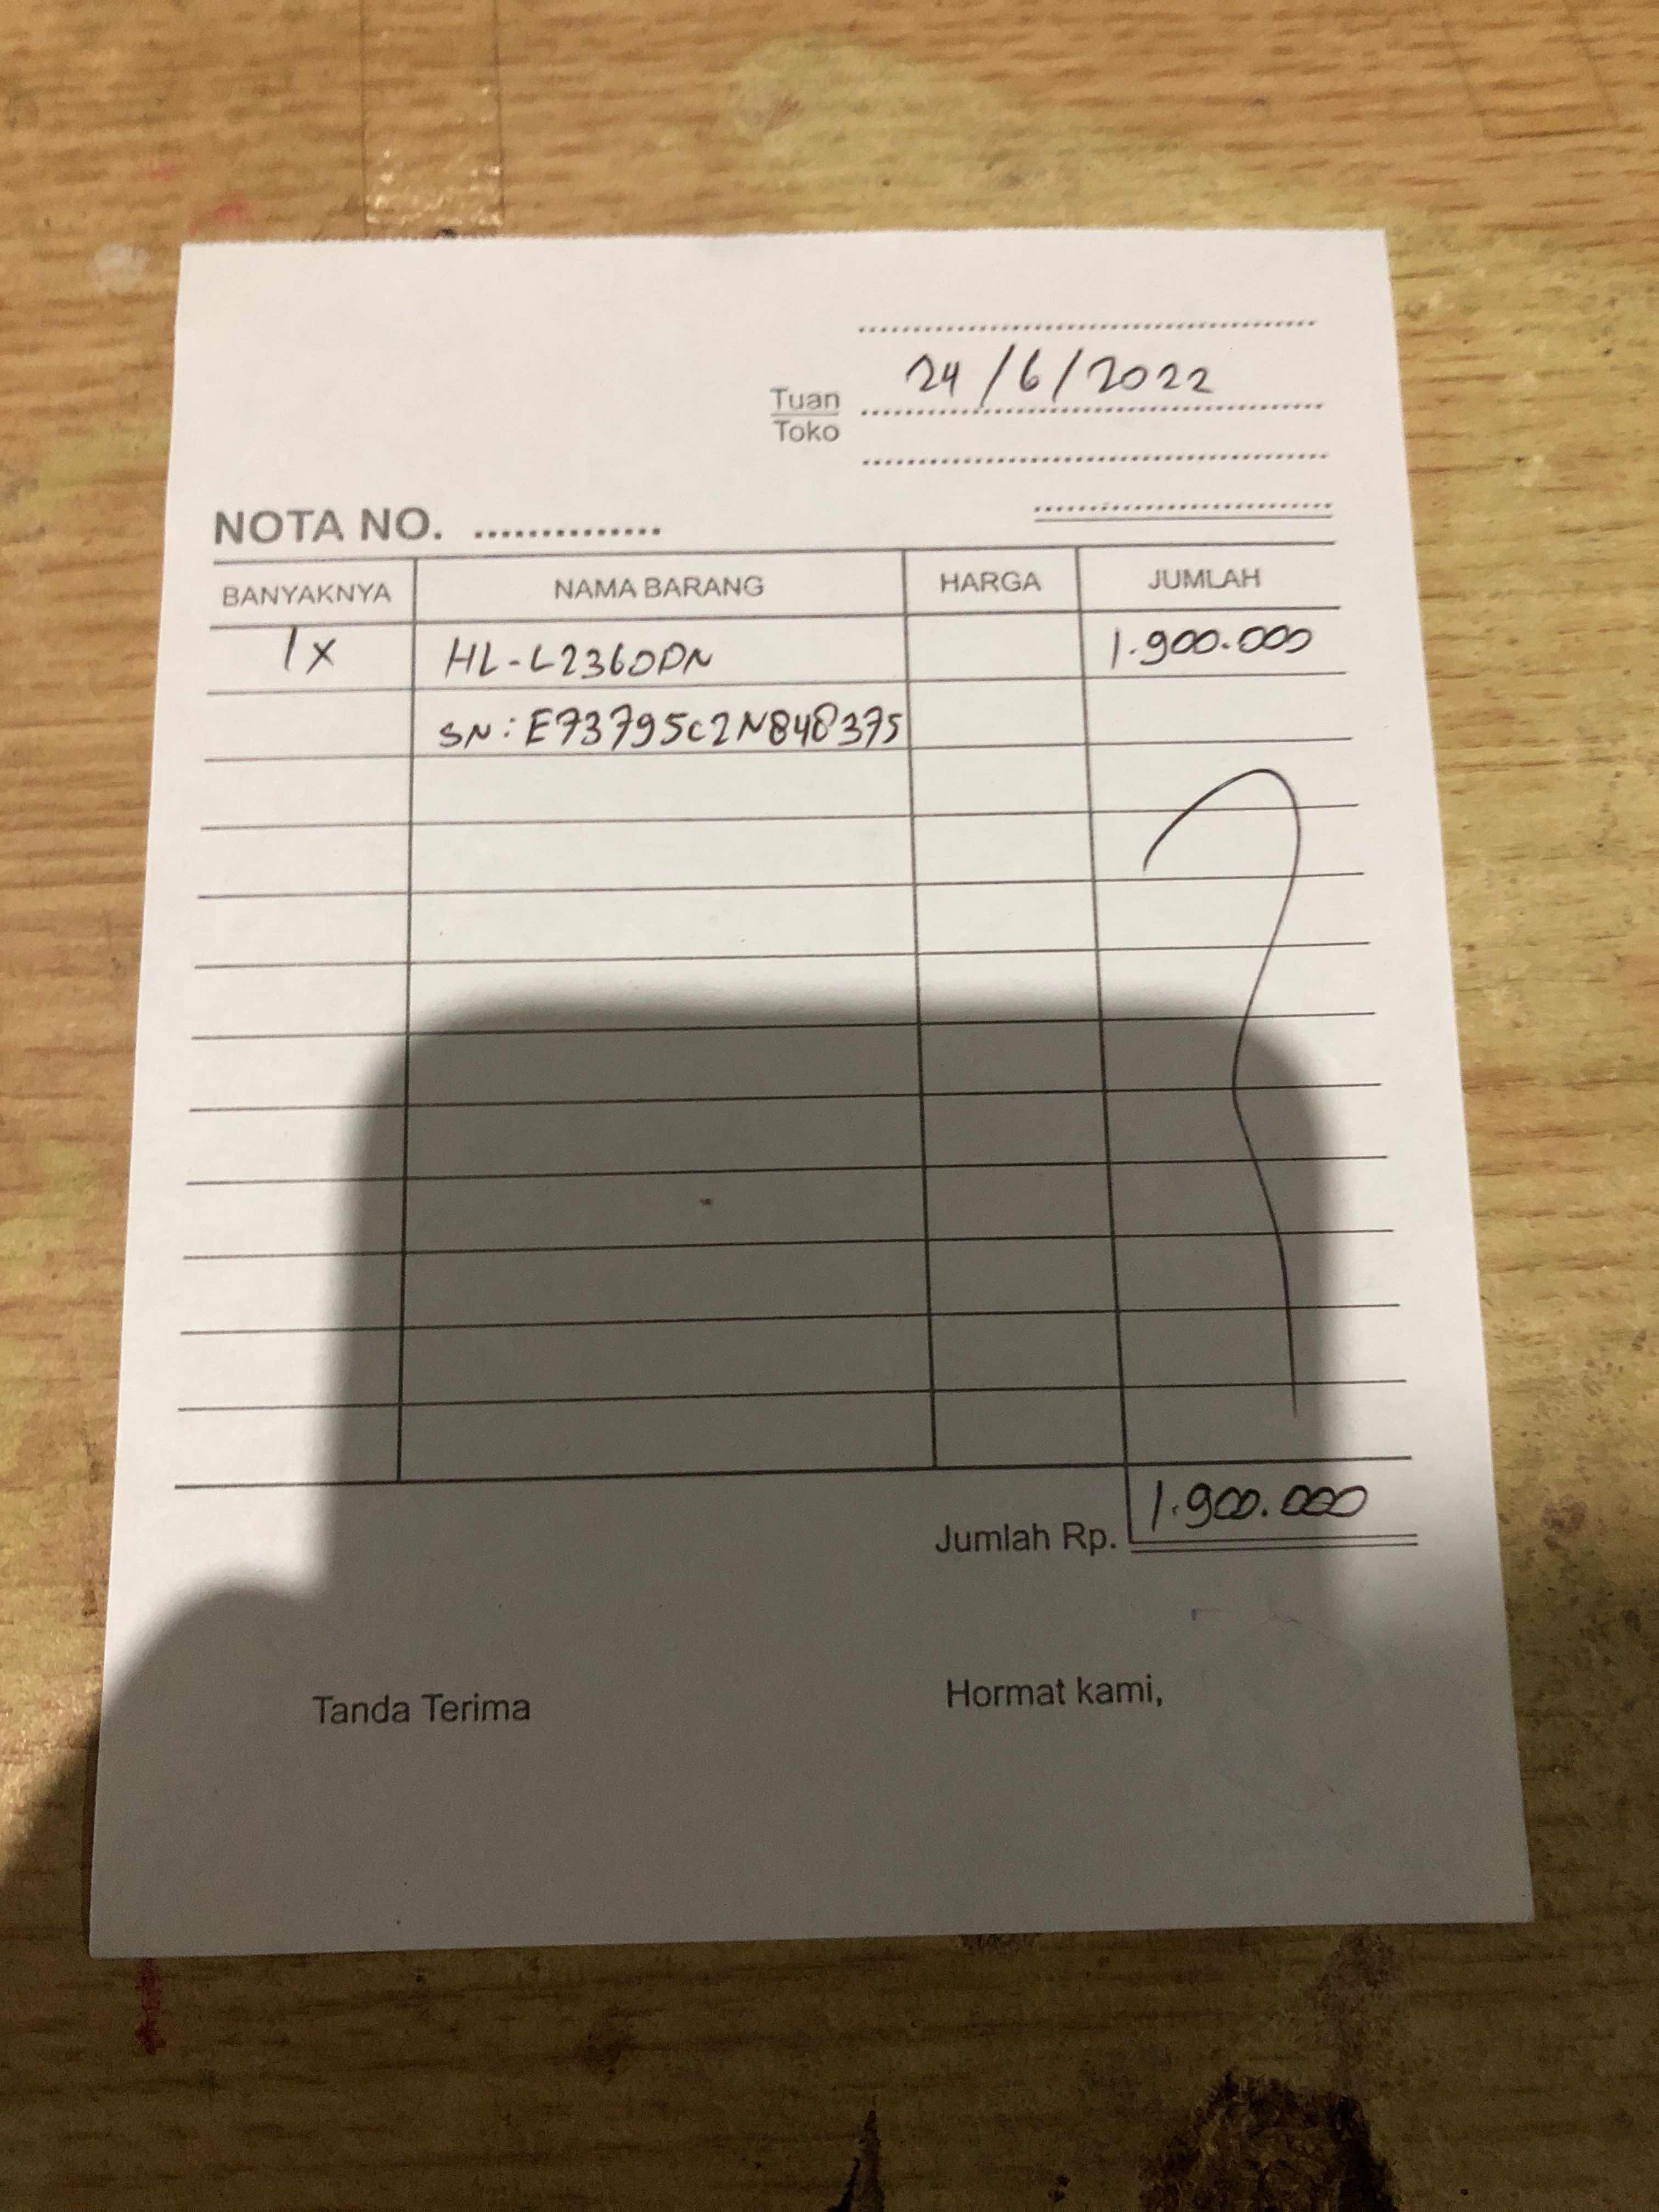 24/6/2022
Tuan
Toko
NOTA NO. ..............
BANYAKNYA NAMA BARANG HARGA JUMLAH
1x HL-L2360DN 1.900.000
SN: E73795C2N848375
Jumlah Rp. 1.900.000
Tanda Terima Hormat kami,